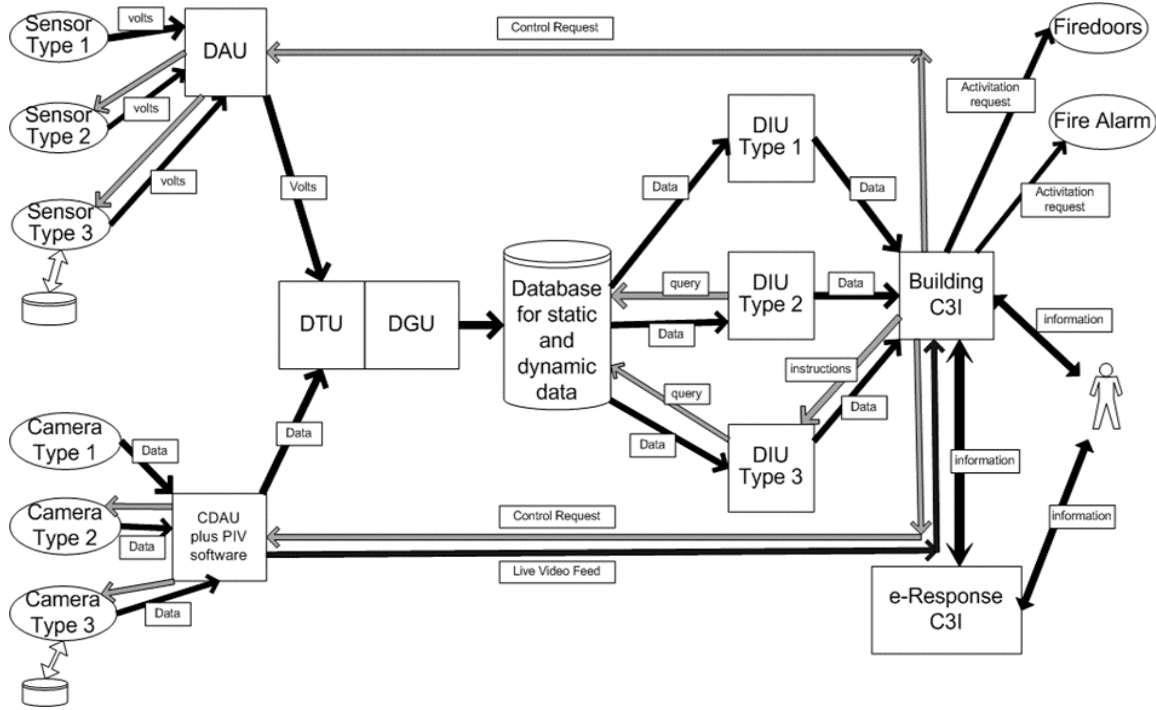 Sensor
Type 1
volts
DAU
Control Request
Firedoors
Sensor
Type 2
volts
Activitation
request
Fire Alarm
DIU
Type 1
Sensor
Type 3
volts
Volts
Data
Data
Activitation
request
Database
for static
and
dynamic
data
query
DIU
Type 2
Data
Building
C3I
DTU
DGU
Data
information
instructions
query
Data
Data
Camera
Type 1
Data
Data
DIU
Type 3
information
Camera
Type 2
Data
CDAU
plus PIV
software
Control Request
information
Live Video Feed
Camera
Type 3
Data
e-Response
C3I